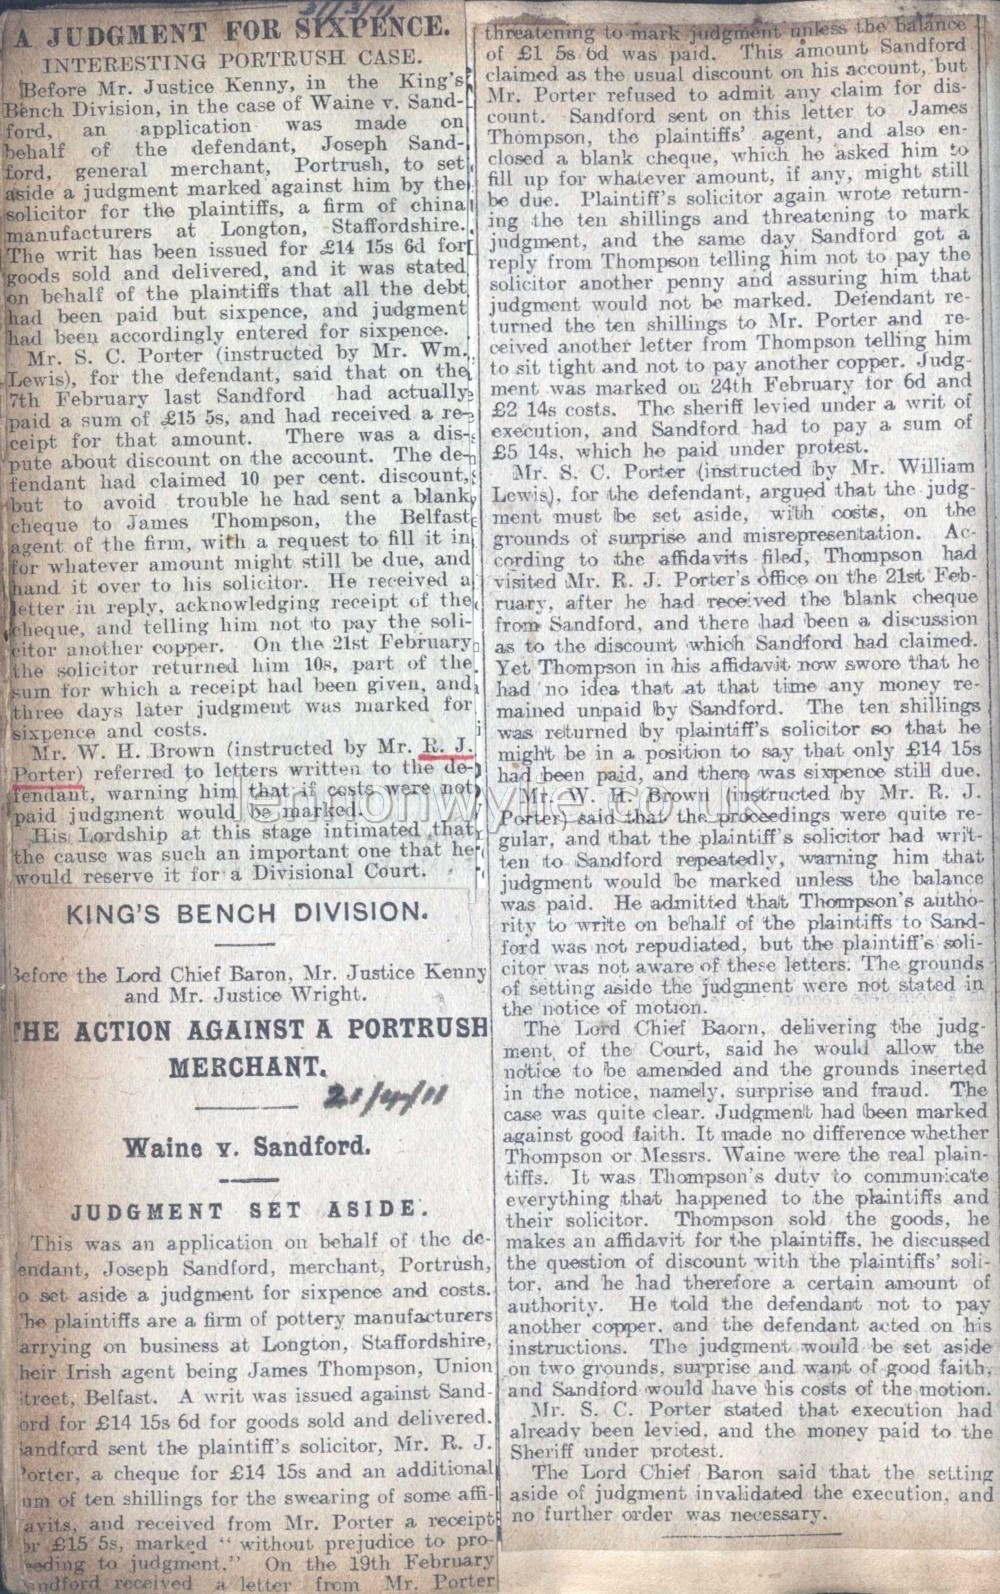 31/3/11
A JUDGMENT FOR SIXPENCE.
INTERESTING PORTRUSH CASE.
Before Mr. Justice Kenny, in the King's
Bench Division, in the case of Waine v. Sand-
ford, an application was made on
behalf of the defendant, Joseph Sand-
ford, general merchant, Portrush, to set
aside a judgment marked against him by the
solicitor for the plaintiffs, a firm of china
manufacturers at Longton, Staffordshire.
The writ has been issued for £14 15s 6d for
goods sold and delivered, and it was stated
on behalf of the plaintiffs that all the debt
had been paid but sixpence, and judgment
had been accordingly entered for sixpence.
Mr. S. C. Porter (instructed by Mr. Wm.
Lewis), for the defendant, said that on the
7th February last Sandford had actually
paid a sum of £15 5s, and had received a re-
ceipt for that amount. There was a dis-
pute about discount on the account. The de-
fendant had claimed 10 per cent. discount,
but to avoid trouble he had sent a blank
cheque to James Thompson, the Belfast
agent of the firm, with a request to fill it in
for whatever amount might still be due, and
hand it over to his solicitor. He received a
letter in reply, acknowledging receipt of the
cheque, and telling him not to pay the soli-
citor another copper. On the 21st February
the solicitor returned him 10s, part of the
sum for which a receipt had been given, and
three days later judgment was marked for
sixpence and costs.
Mr. W. H. Brown (instructed by Mr. R. J.
Porter) referred to letters written to the de-
fendant, warning him that if costs were not
paid judgment would be marked.
His Lordship at this stage intimated that
the cause was such an important one that he
would reserve it for a Divisional Court.
KING'S BENCH DIVISION.
Before the Lord Chief Baron, Mr. Justice Kenny
and Mr. Justice Wright.
THE ACTION AGAINST A PORTRUSH
MERCHANT.
21/4/11
Waine v. Sandford.
JUDGMENT SET ASIDE.
This was an application on behalf of the de-
fendant, Joseph Sandford, merchant, Portrush,
to set aside a judgment for sixpence and costs.
The plaintiffs are a firm of pottery manufacturers
carrying on business at Longton, Staffordshire,
their Irish agent being James Thompson, Union
Street, Belfast. A writ was issued against Sand-
ford for £14 15s 6d for goods sold and delivered.
Sandford sent the plaintiff's solicitor, Mr. R. J.
Porter, a cheque for £14 15s and an additional
sum of ten shillings for the swearing of some affi-
davits, and received from Mr. Porter a receipt
for £15 5s, marked "without prejudice to pro-
ceeding to judgment." On the 19th February
Sandford received a letter from Mr. Porter
threatening to mark judgment unless the balance
of £1 5s 6d was paid. This amount Sandford
claimed as the usual discount on his account, but
Mr. Porter refused to admit any claim for dis-
count. Sandford sent on this letter to James
Thompson, the plaintiffs' agent, and also en-
closed a blank cheque, which he asked him to
fill up for whatever amount, if any, might still
be due. Plaintiff's solicitor again wrote return-
ing the ten shillings and threatening to mark
judgment, and the same day Sandford got a
reply from Thompson telling him not to pay the
solicitor another penny and assuring him that
judgment would not be marked. Defendant re-
turned the ten shillings to Mr. Porter and re-
ceived another letter from Thompson telling him
to sit tight and not to pay another copper. Judg-
ment was marked on 24th February for 6d and
£2 14s costs. The sheriff levied under a writ of
execution, and Sandford had to pay a sum of
£5 14s, which he paid under protest.
Mr. S. C. Porter (instructed by Mr. William
Lewis), for the defendant, argued that the judg-
ment must be set aside, with costs, on the
grounds of surprise and misrepresentation. Ac-
cording to the affidavits filed, Thompson had
visited Mr. R. J. Porter's office on the 21st Feb-
ruary, after he had received the blank cheque
from Sandford, and there had been a discussion
as to the discount which Sandford had claimed.
Yet Thompson in his affidavit now swore that he
had no idea that at that time any money re-
mained unpaid by Sandford. The ten shillings
was returned by plaintiff's solicitor so that he
might be in a position to say that only £14 15s
had been paid, and there was sixpence still due.
Mr. W. H. Brown (instructed by Mr. R. J.
Porter) said that the proceedings were quite re-
gular, and that the plaintiff's solicitor had writ-
ten to Sandford repeatedly, warning him that
judgment would be marked unless the balance
was paid. He admitted that Thompson's autho-
rity to write on behalf of the plaintiffs to Sand-
ford was not repudiated, but the plaintiff's soli-
citor was not aware of these letters. The grounds
of setting aside the judgment were not stated in
the notice of motion.
The Lord Chief Baorn, delivering the judg-
ment of the Court, said he would allow the
notice to be amended and the grounds inserted
in the notice, namely, surprise and fraud. The
case was quite clear. Judgment had been marked
against good faith. It made no difference whether
Thompson or Messrs. Waine were the real plain-
tiffs. It was Thompson's duty to communicate
everything that happened to the plaintiffs and
their solicitor. Thompson sold the goods, he
makes an affidavit for the plaintiffs, he discussed
the question of discount with the plaintiffs' soli-
tor, and he had therefore a certain amount of
authority. He told the defendant not to pay
another copper, and the defendant acted on his
instructions. The judgment would be set aside
on two grounds, surprise and want of good faith,
and Sandford would have his costs of the motion.
Mr. S. C. Porter stated that execution had
already been levied, and the money paid to the
Sheriff under protest.
The Lord Chief Baron said that the setting
aside of judgment invalidated the execution, and
no further order was necessary.